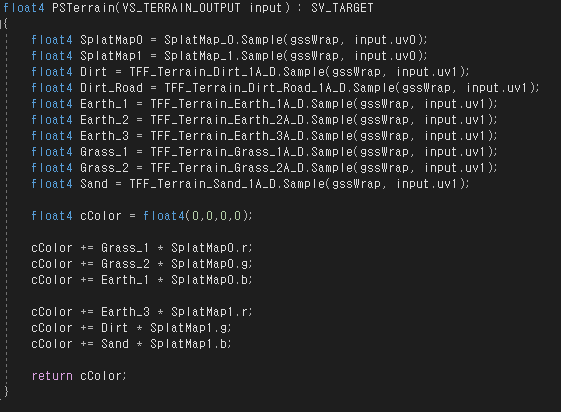 float4 PSTerrain(VS_TERRAIN_OUTPUT input) : SV_TARGET
{
float4 SplatMap0 = SplatMap_0.Sample(gssWrap, input.uv0);
float4 SplatMap1 = SplatMap_1.Sample(gssWrap, input.uv0);
float4 Dirt = TFF_Terrain_Dirt_1A_D.Sample(gssWrap, input.uv1);
float4 Dirt_Road = TFF_Terrain_Dirt_Road_1A_D.Sample(gssWrap, input.uv1);
float4 Earth_1 = TFF_Terrain_Earth_1A_D.Sample(gssWrap, input.uv1);
float4 Earth_2 = TFF_Terrain_Earth_2A_D.Sample(gssWrap, input.uv1);
float4 Earth_3 = TFF_Terrain_Earth_3A_D.Sample(gssWrap, input.uv1);
float4 Grass_1 = TFF_Terrain_Grass_1A_D.Sample(gssWrap, input.uv1);
float4 Grass_2 = TFF_Terrain_Grass_2A_D.Sample(gssWrap, input.uv1);
float4 Sand = TFF_Terrain_Sand_1A_D.Sample(gssWrap, input.uv1);
float4 cColor = float4(0,0,0,0);
cColor += Grass_1 * SplatMap0.r;
cColor += Grass_2 * SplatMap0.g;
cColor += Earth_1 * SplatMap0.b;
cColor += Earth_3 * SplatMap1.r;
cColor += Dirt * SplatMap1.g;
cColor += Sand * SplatMap1.b;
return cColor;
}